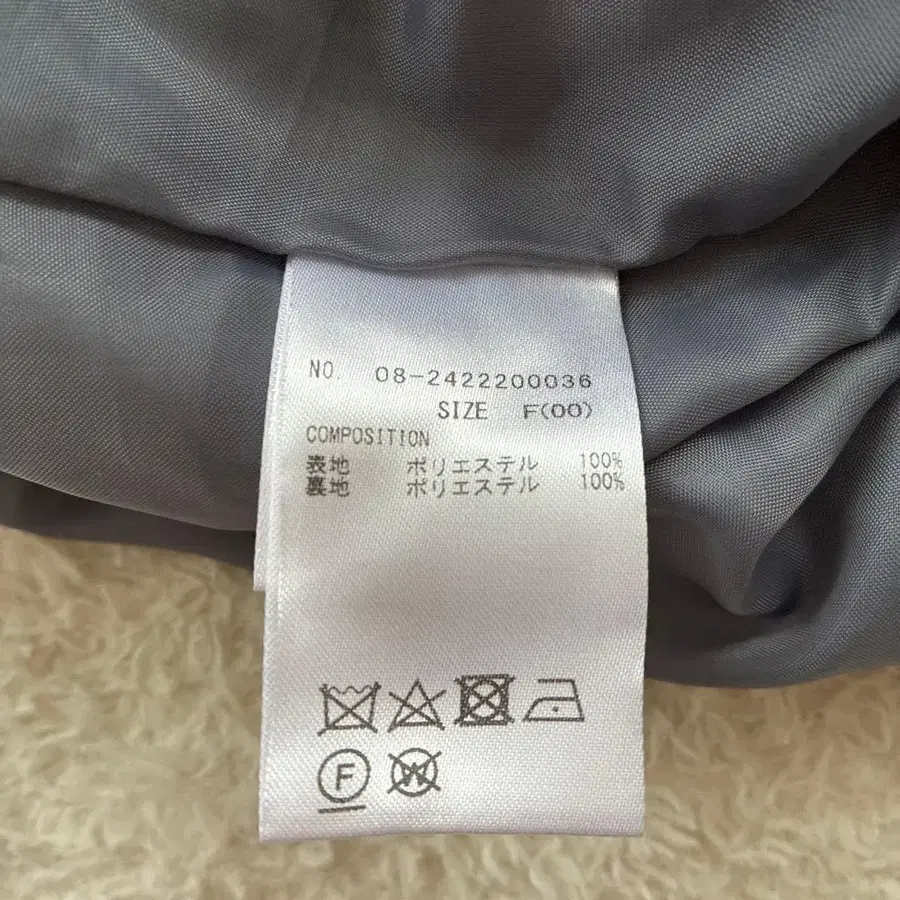 NO. 08-2422200036
SIZE F(00)
COMPOSITION
表地 ポリエステル 100%
裏地 ポリエステル 100%
F
W